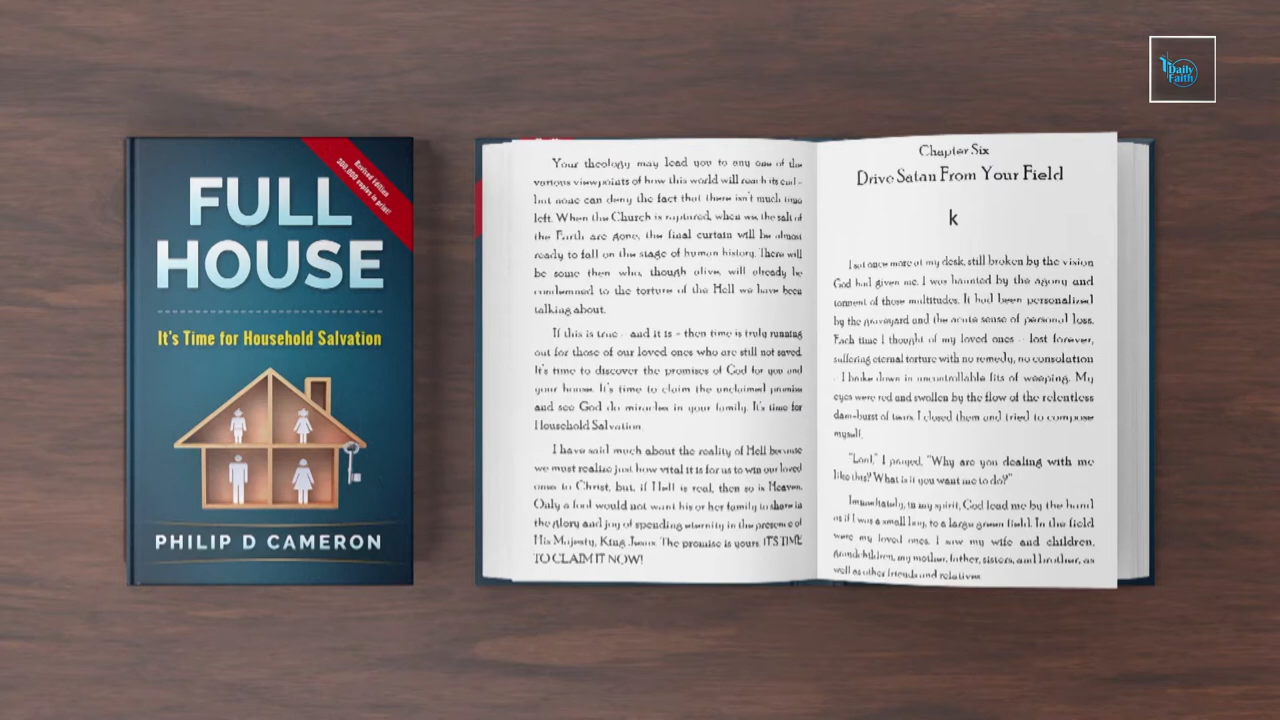 Daily
Faith
Revised Edition
300,000 copies in print!
FULL
HOUSE
It's Time for Household Salvation
PHILIP D CAMERON
Your theology may lead you to any one of the
various viewpoints of how this world will reach its end -
but none can deny the fact that there isn't much time
left. When the Church is raptured, when we, the salt of
the Earth are gone, the final curtain will be almost
ready to fall on the stage of human history. There will
be some then who, though alive, will already be
condemned to the torture of the Hell we have been
talking about.
If this is true - and it is - then time is truly running
out for those of our loved ones who are still not saved.
It's time to discover the promises of God for you and
your house. It's time to claim the unclaimed promise
and see God do miracles in your family. It's time for
Household Salvation.
I have said much about the reality of Hell because
we must realize just how vital it is for us to win our loved
ones to Christ, but, if Hell is real, then so is Heaven.
Only a fool would not want his or her family to share in
the glory and joy of spending eternity in the presence of
His Majesty, King Jesus. The promise is yours. IT'S TIME
TO CLAIM IT NOW!
Chapter Six
Drive Satan From Your Field
k
I sat once more at my desk, still broken by the vision
God had given me. I was haunted by the agony and
torment of those multitudes. It had been personalized
by the graveyard and the acute sense of personal loss.
Each time I thought of my loved ones - lost forever,
suffering eternal torture with no remedy, no consolation
- I broke down in uncontrollable fits of weeping. My
eyes were red and swollen by the flow of the relentless
dam-burst of tears. I closed them and tried to compose
myself.
"Lord," I prayed, "Why are you dealing with me
like this? What is it you want me to do?"
Immediately, in my spirit, God lead me by the hand
as if I was a small boy, to a large green field. In the field
were my loved ones. I saw my wife and children,
grandchildren, my mother, father, sisters, and brother, as
well as other friends and relatives.